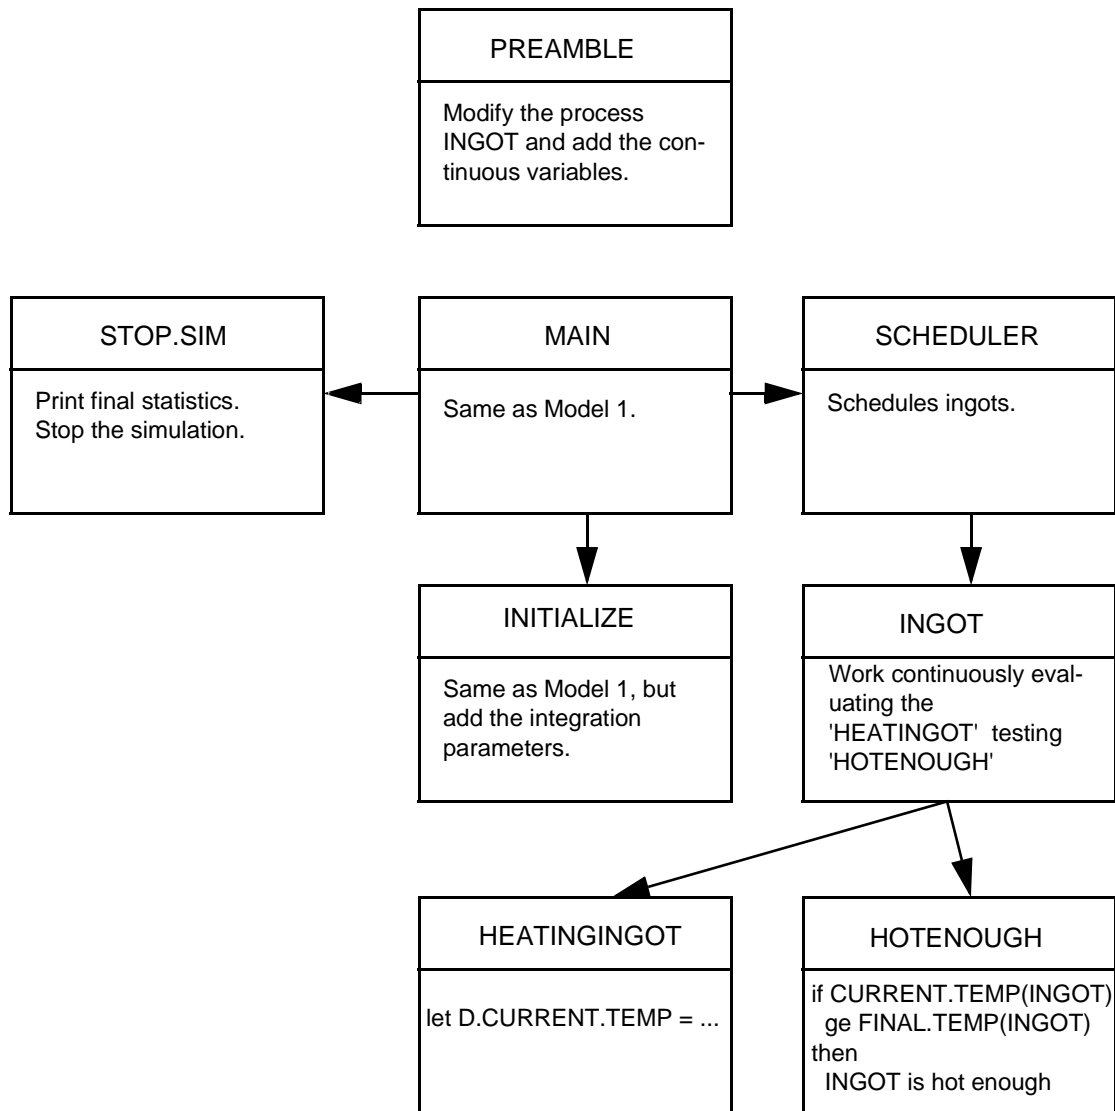 PREAMBLE
Modify the process
INGOT and add the con-
tinuous variables.
STOP.SIM
Print final statistics.
Stop the simulation.
MAIN
Same as Model 1.
SCHEDULER
Schedules ingots.
INITIALIZE
Same as Model 1, but
add the integration
parameters.
INGOT
Work continuously eval-
uating the
'HEATINGOT'  testing
'HOTENOUGH'
HEATINGINGOT
let D.CURRENT.TEMP = ...
HOTENOUGH
if CURRENT.TEMP(INGOT)
ge FINAL.TEMP(INGOT)
then
INGOT is hot enough